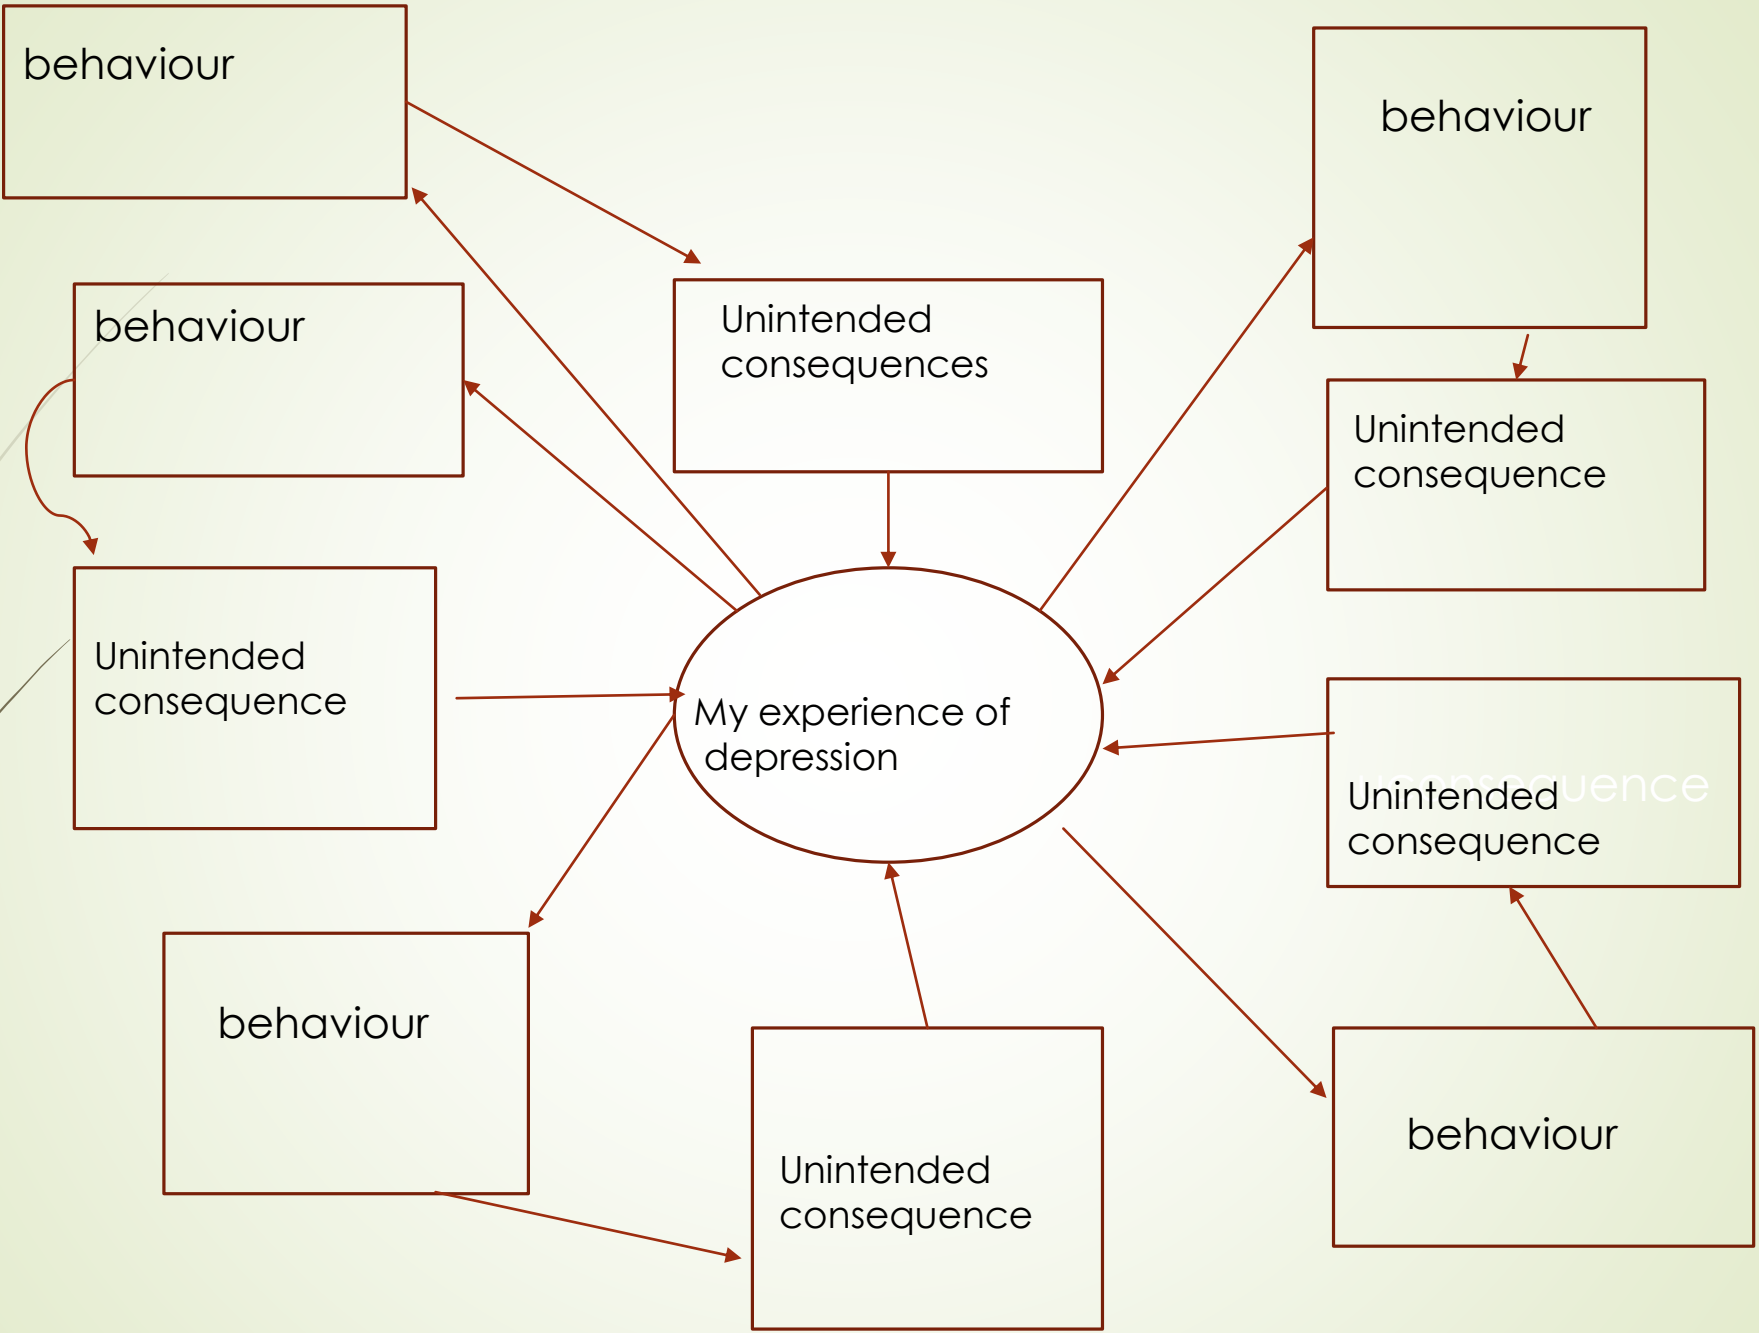 behaviour
behaviour
behaviour
Unintended
consequences
Unintended
consequence
Unintended
consequence
My experience of
depression
Unintended
consequence
behaviour
Unintended
consequence
behaviour